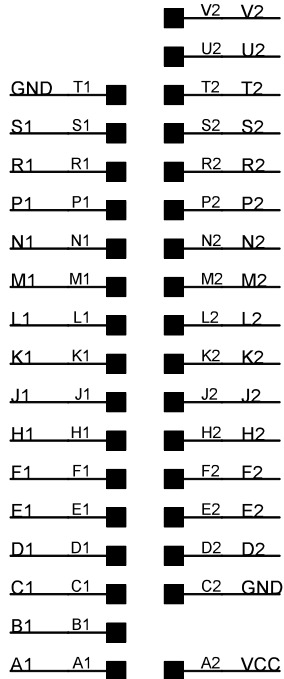 V2 V2
U2 U2
GND T1 T2 T2
S1 S1 S2 S2
R1 R1 R2 R2
P1 P1 P2 P2
N1 N1 N2 N2
M1 M1 M2 M2
L1 L1 L2 L2
K1 K1 K2 K2
J1 J1 J2 J2
H1 H1 H2 H2
F1 F1 F2 F2
E1 E1 E2 E2
D1 D1 D2 D2
C1 C1 C2 GND
B1 B1
A1 A1 A2 VCC